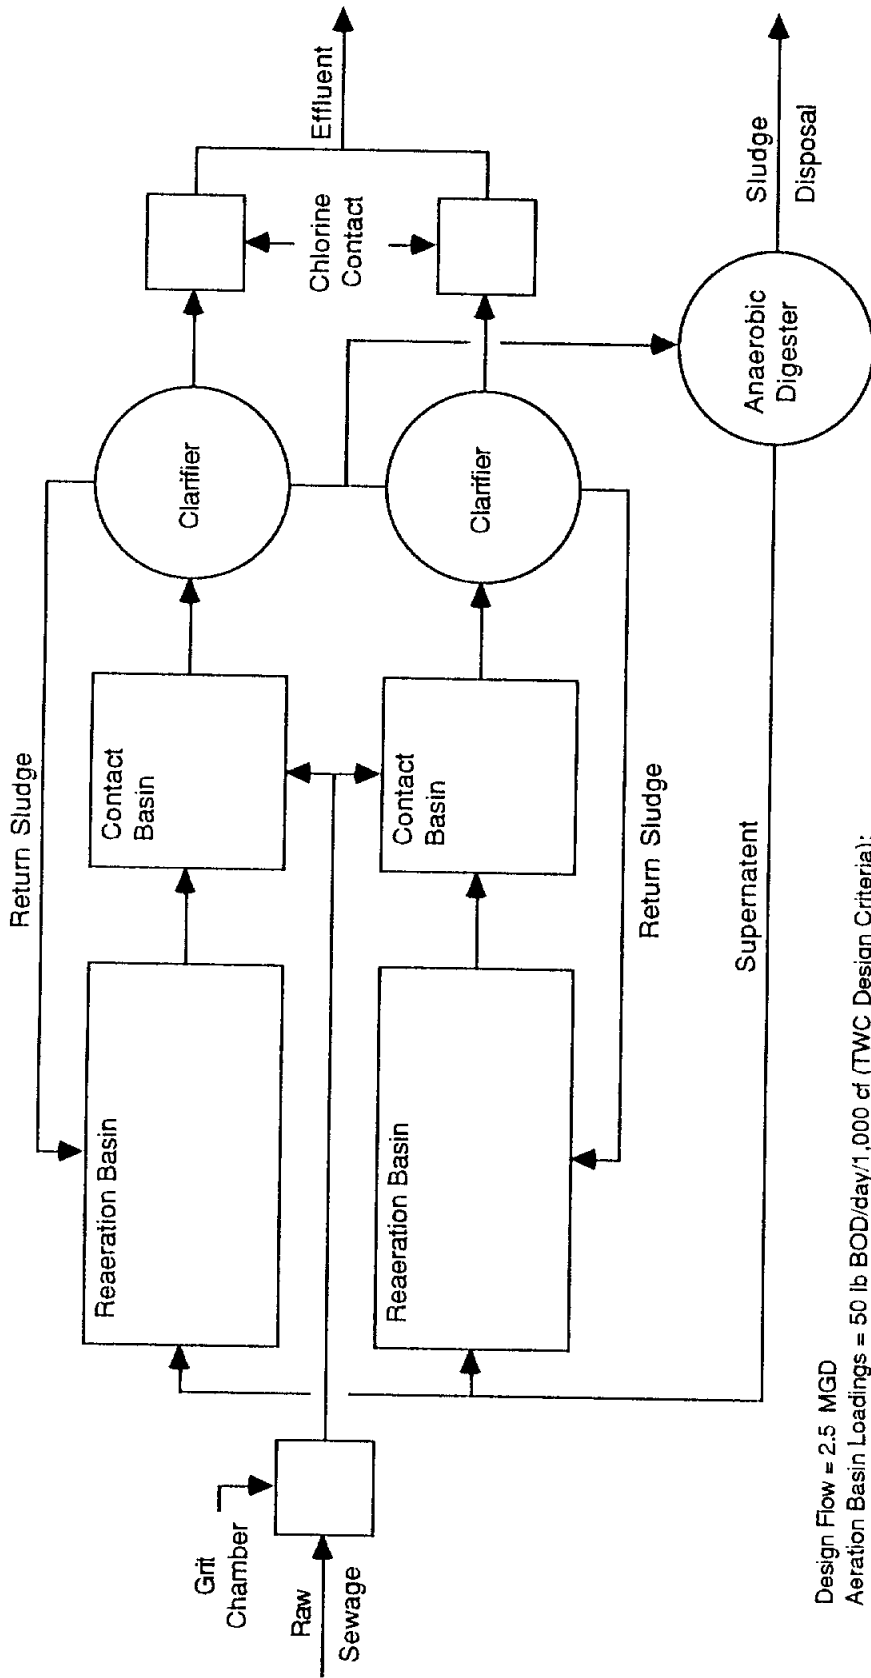 Grit
Chamber
Raw
Sewage
Return Sludge
Reaeration Basin
Contact
Basin
Clarifier
Chlorine
Contact
Effluent
Reaeration Basin
Contact
Basin
Clarifier
Return Sludge
Supernatent
Anaerobic
Digester
Sludge
Disposal
Design Flow = 2.5 MGD
Aeration Basin Loadings = 50 lb BOD/day/1,000 cf (TWC Design Criteria);